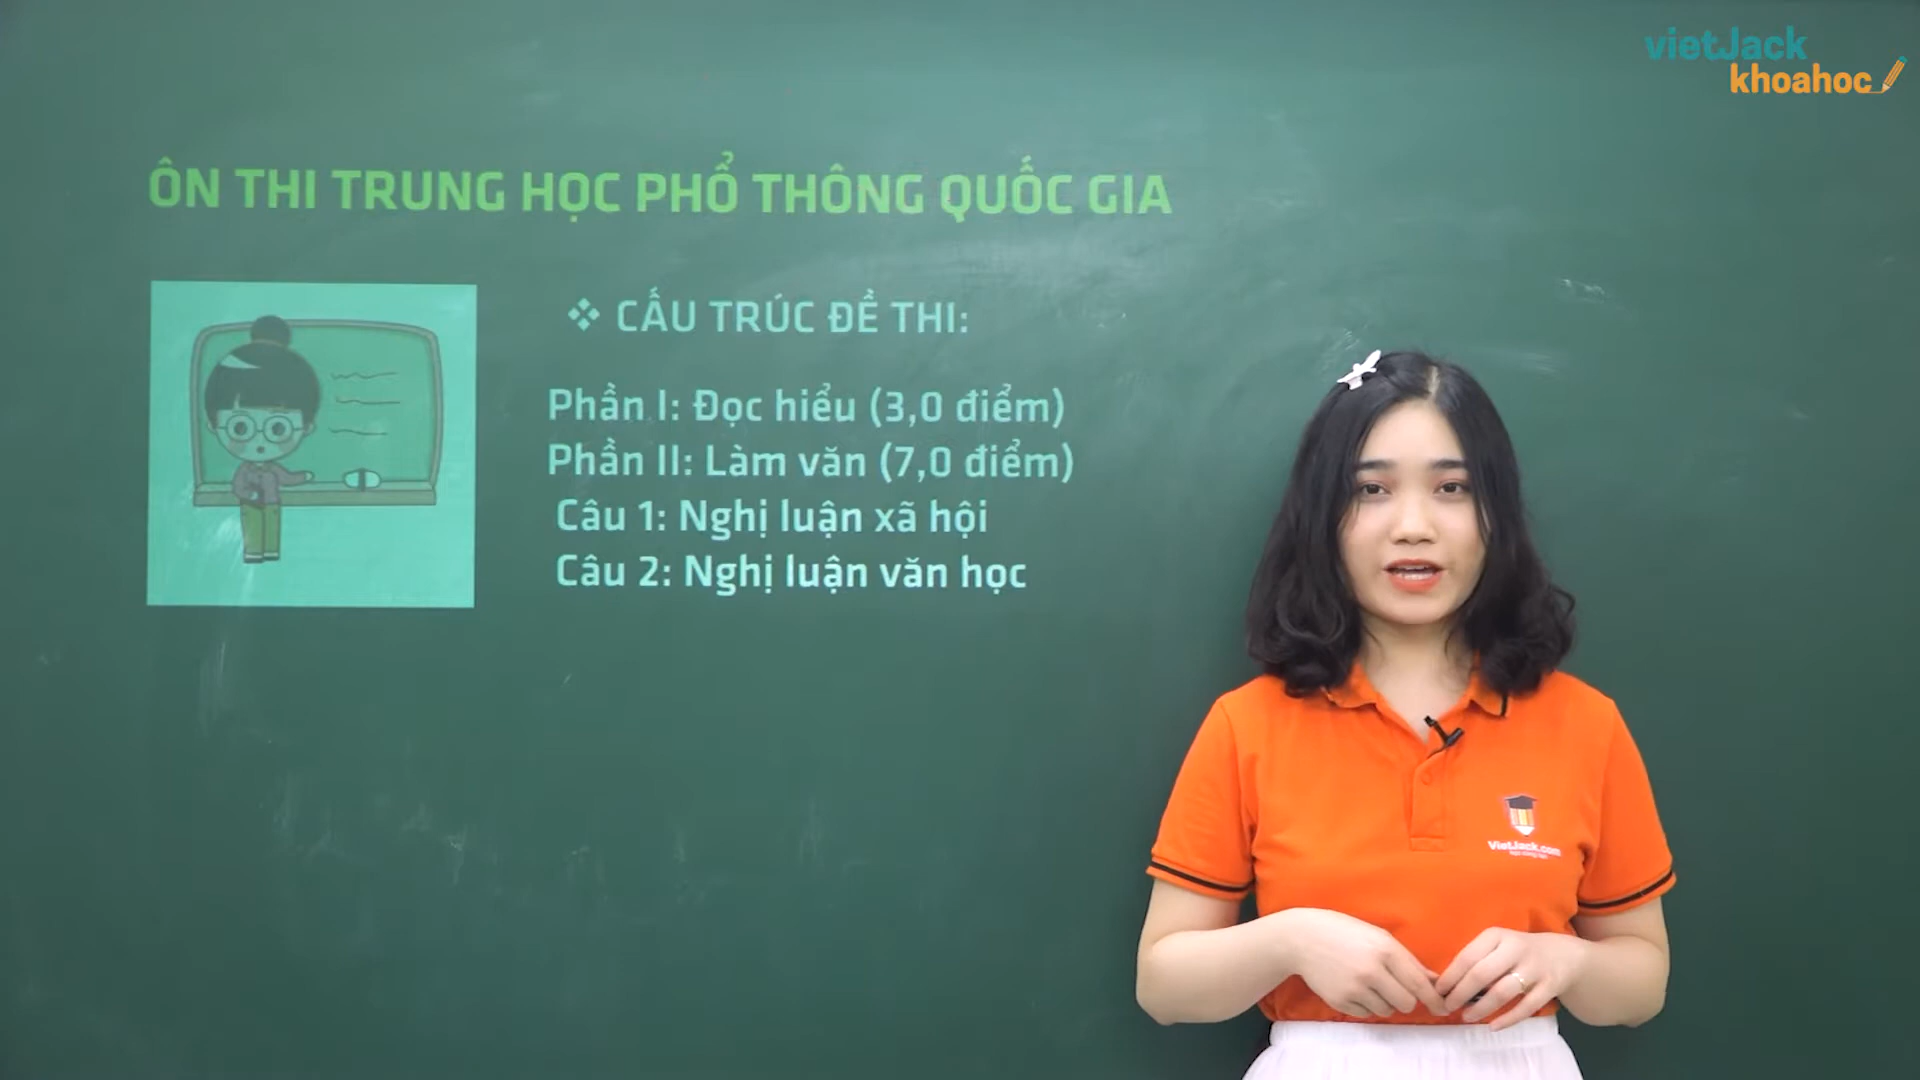 vietJack
khoahoc
ÔN THI TRUNG HỌC PHỔ THÔNG QUỐC GIA
❖ CẤU TRÚC ĐỀ THI:
Phần I: Đọc hiểu (3,0 điểm)
Phần II: Làm văn (7,0 điểm)
Câu 1: Nghị luận xã hội
Câu 2: Nghị luận văn học
VietJack.com